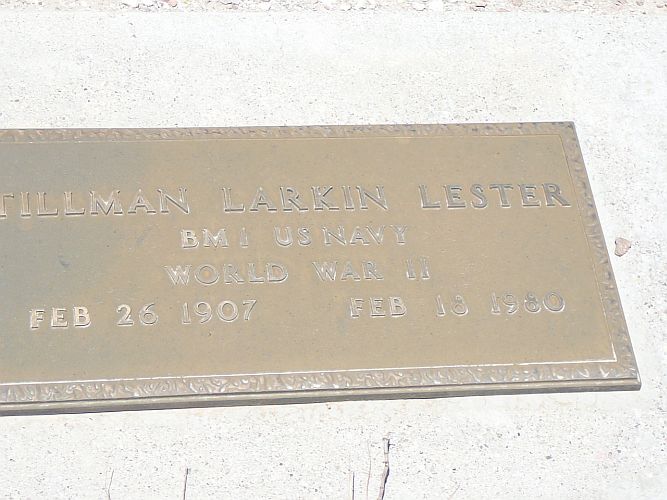 TILLMAN LARKIN LESTER
BM1 US NAVY
WORLD WAR II
FEB 26 1907 FEB 18 1980